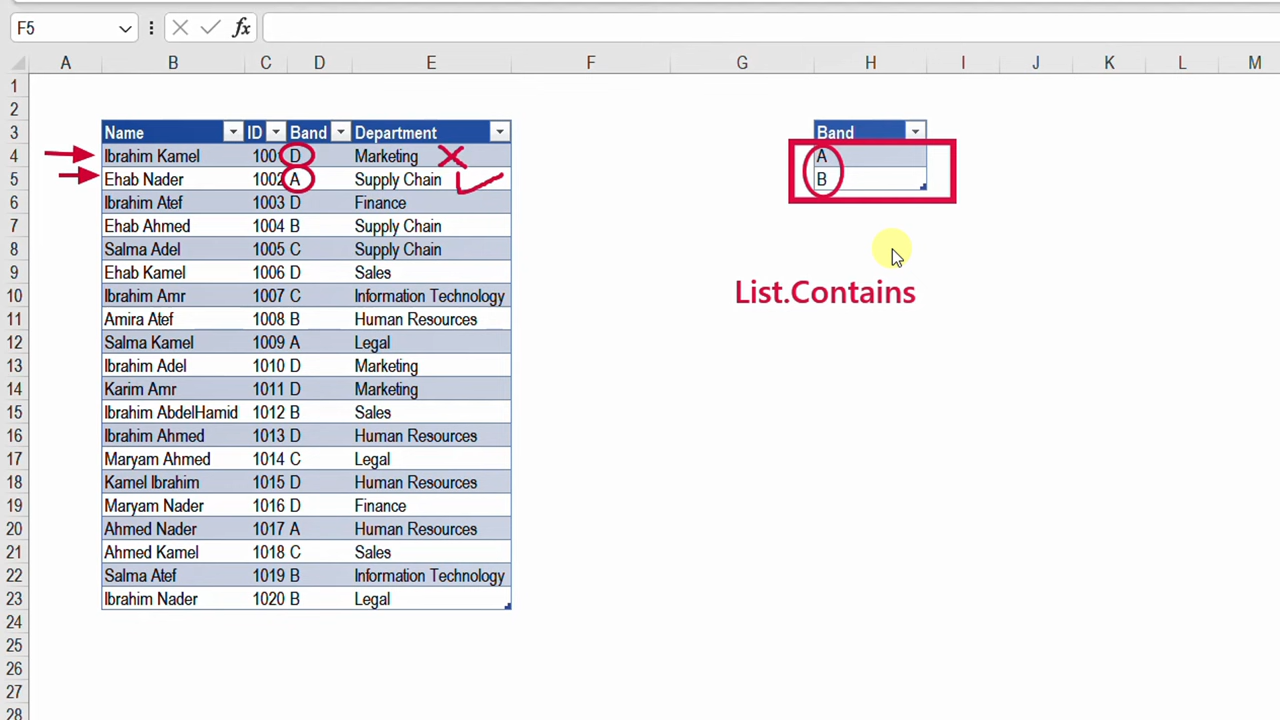 F5 fx
A B C D E F G H I J K L M
1
2
3 Name ID Band Department Band
4 Ibrahim Kamel 1001 D Marketing A
5 Ehab Nader 1002 A Supply Chain B
6 Ibrahim Atef 1003 D Finance
7 Ehab Ahmed 1004 B Supply Chain
8 Salma Adel 1005 C Supply Chain
9 Ehab Kamel 1006 D Sales
10 Ibrahim Amr 1007 C Information Technology List.Contains
11 Amira Atef 1008 B Human Resources
12 Salma Kamel 1009 A Legal
13 Ibrahim Adel 1010 D Marketing
14 Karim Amr 1011 D Marketing
15 Ibrahim AbdelHamid 1012 B Sales
16 Ibrahim Ahmed 1013 D Human Resources
17 Maryam Ahmed 1014 C Legal
18 Kamel Ibrahim 1015 D Human Resources
19 Maryam Nader 1016 D Finance
20 Ahmed Nader 1017 A Human Resources
21 Ahmed Kamel 1018 C Sales
22 Salma Atef 1019 B Information Technology
23 Ibrahim Nader 1020 B Legal
24
25
26
27
28